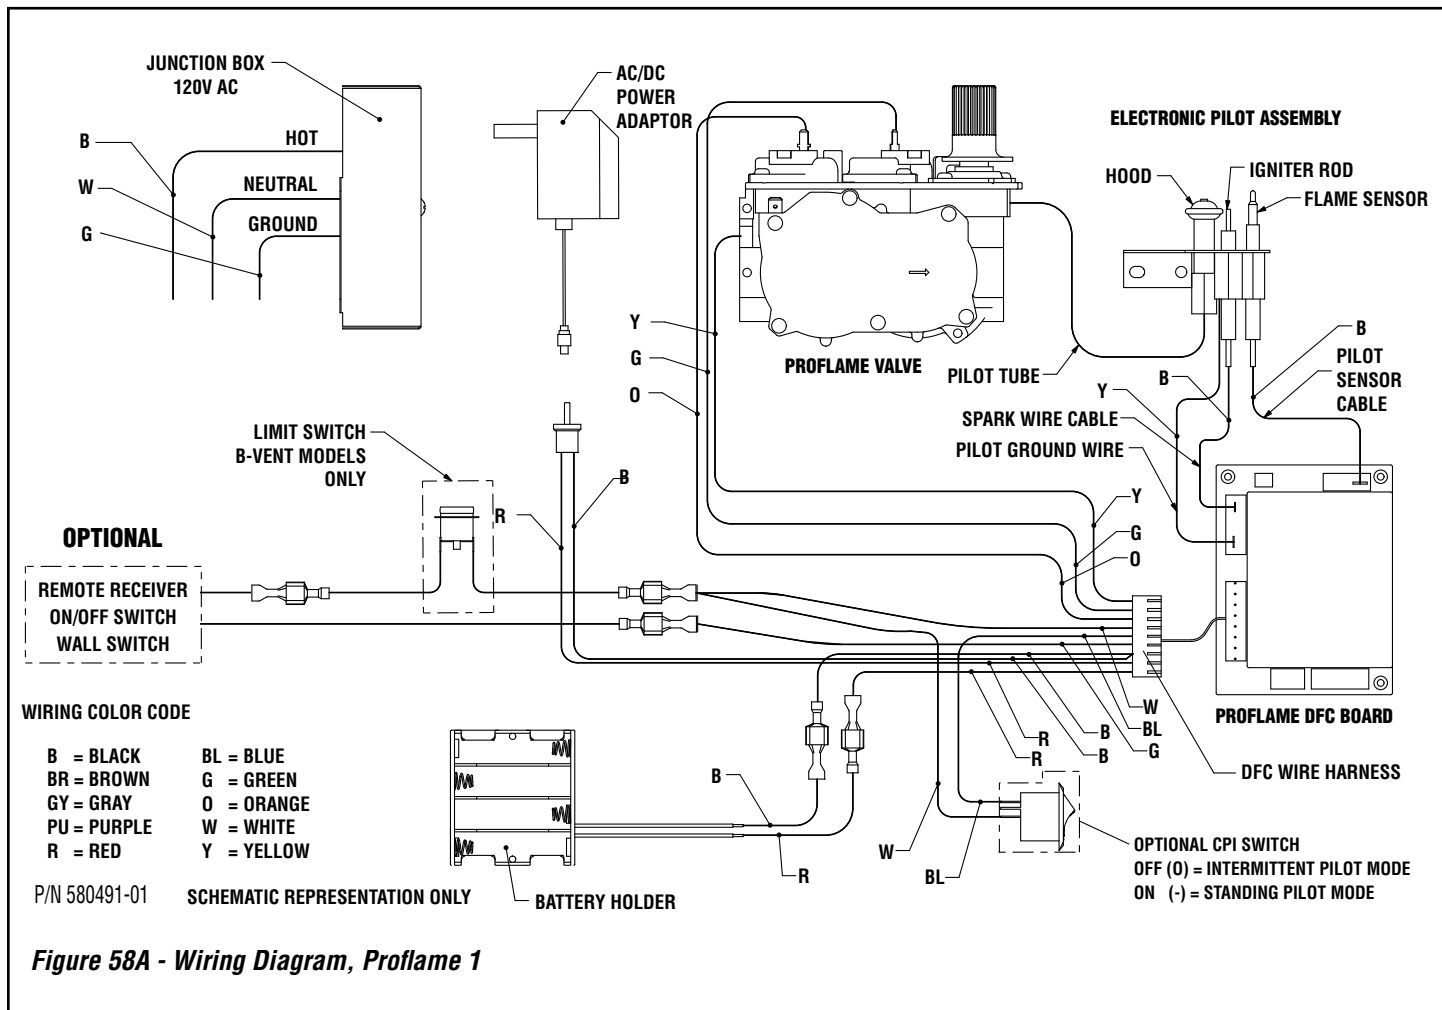 JUNCTION BOX
120V AC
HOT
NEUTRAL
GROUND
B
W
G
AC/DC
POWER
ADAPTOR
ELECTRONIC PILOT ASSEMBLY
HOOD
IGNITER ROD
FLAME SENSOR
Y
G
O
PROFLAME VALVE
PILOT TUBE
B
PILOT
SENSOR
CABLE
B
Y
SPARK WIRE CABLE
PILOT GROUND WIRE
LIMIT SWITCH
B-VENT MODELS
ONLY
B
R
Y
G
O
OPTIONAL
REMOTE RECEIVER
ON/OFF SWITCH
WALL SWITCH
W
BL
G
B
B
R
R
PROFLAME DFC BOARD
DFC WIRE HARNESS
WIRING COLOR CODE
B = BLACK
BR = BROWN
GY = GRAY
PU = PURPLE
R = RED
BL = BLUE
G = GREEN
O = ORANGE
W = WHITE
Y = YELLOW
B
R
W
BL
OPTIONAL CPI SWITCH
OFF (O) = INTERMITTENT PILOT MODE
ON (-) = STANDING PILOT MODE
P/N 580491-01
SCHEMATIC REPRESENTATION ONLY
BATTERY HOLDER
Figure 58A - Wiring Diagram, Proflame 1